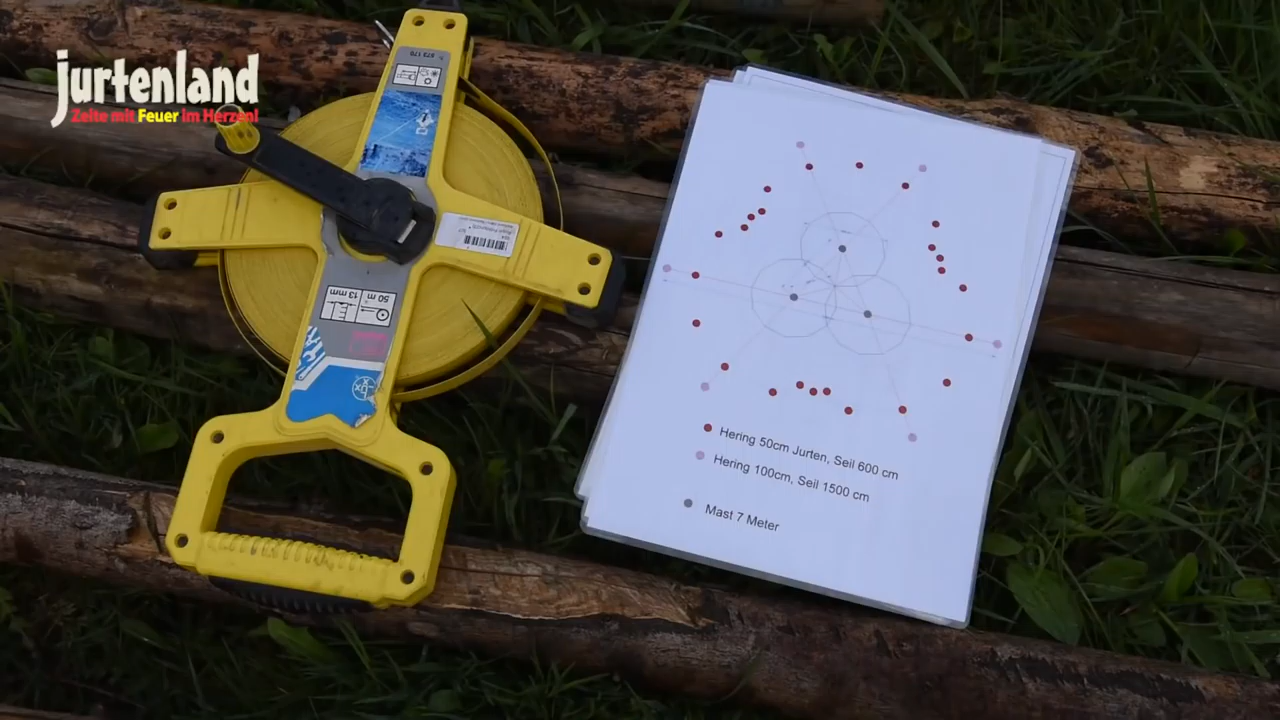 jurtenland
Zelte mit Feuer im Herzen!
50 m
13 mm
Hering 50cm Jurten, Seil 600 cm
Hering 100cm, Seil 1500 cm
Mast 7 Meter